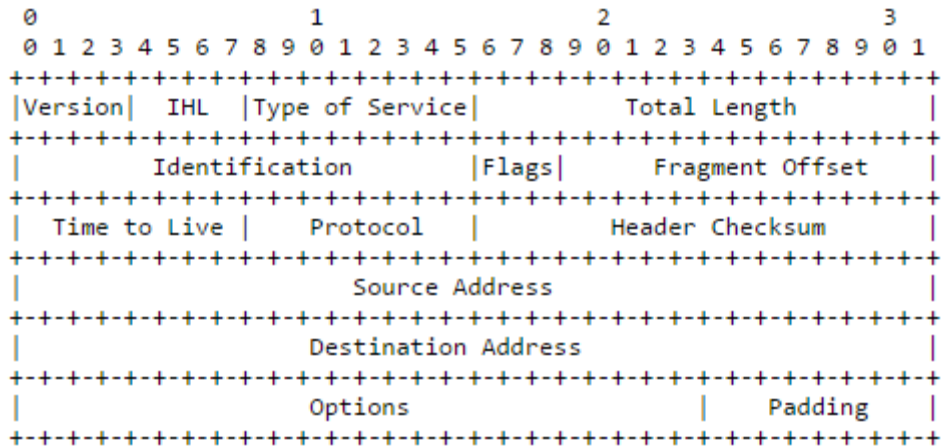 0                   1                   2                   3
 0 1 2 3 4 5 6 7 8 9 0 1 2 3 4 5 6 7 8 9 0 1 2 3 4 5 6 7 8 9 0 1
+-+-+-+-+-+-+-+-+-+-+-+-+-+-+-+-+-+-+-+-+-+-+-+-+-+-+-+-+-+-+-+-+
|Version|  IHL  |Type of Service|          Total Length         |
+-+-+-+-+-+-+-+-+-+-+-+-+-+-+-+-+-+-+-+-+-+-+-+-+-+-+-+-+-+-+-+-+
|         Identification        |Flags|      Fragment Offset    |
+-+-+-+-+-+-+-+-+-+-+-+-+-+-+-+-+-+-+-+-+-+-+-+-+-+-+-+-+-+-+-+-+
|  Time to Live |    Protocol   |         Header Checksum       |
+-+-+-+-+-+-+-+-+-+-+-+-+-+-+-+-+-+-+-+-+-+-+-+-+-+-+-+-+-+-+-+-+
|                       Source Address                          |
+-+-+-+-+-+-+-+-+-+-+-+-+-+-+-+-+-+-+-+-+-+-+-+-+-+-+-+-+-+-+-+-+
|                    Destination Address                        |
+-+-+-+-+-+-+-+-+-+-+-+-+-+-+-+-+-+-+-+-+-+-+-+-+-+-+-+-+-+-+-+-+
|                    Options                    |    Padding    |
+-+-+-+-+-+-+-+-+-+-+-+-+-+-+-+-+-+-+-+-+-+-+-+-+-+-+-+-+-+-+-+-+